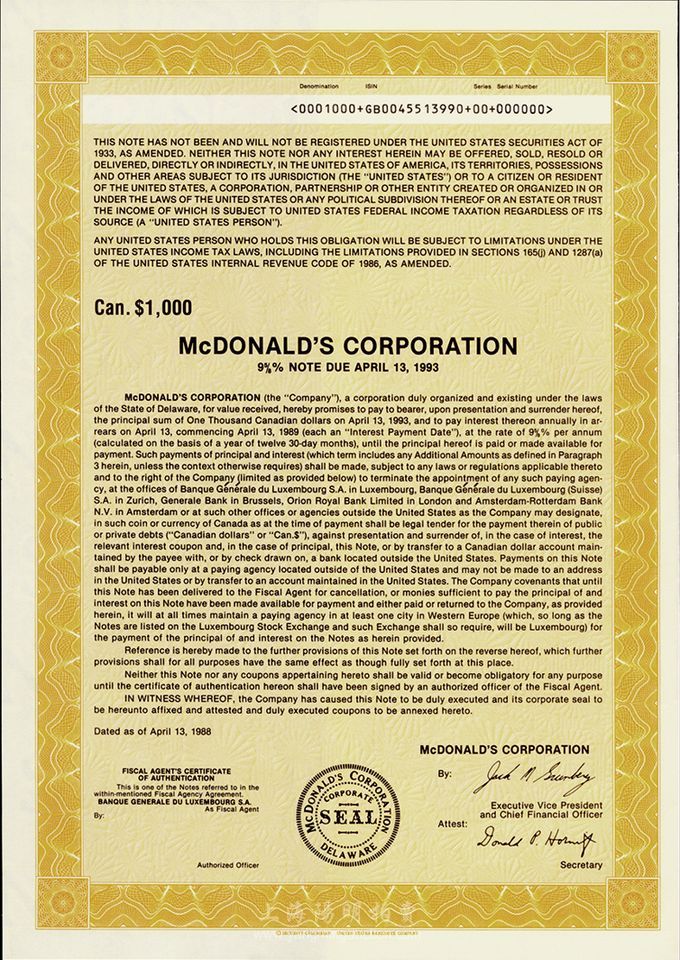 Denomination ISIN Series Serial Number
<0001000+GB0045513990+00+000000>
THIS NOTE HAS NOT BEEN AND WILL NOT BE REGISTERED UNDER THE UNITED STATES SECURITIES ACT OF
1933, AS AMENDED. NEITHER THIS NOTE NOR ANY INTEREST HEREIN MAY BE OFFERED, SOLD, RESOLD OR
DELIVERED, DIRECTLY OR INDIRECTLY, IN THE UNITED STATES OF AMERICA, ITS TERRITORIES, POSSESSIONS
AND OTHER AREAS SUBJECT TO ITS JURISDICTION (THE "UNITED STATES") OR TO A CITIZEN OR RESIDENT
OF THE UNITED STATES, A CORPORATION, PARTNERSHIP OR OTHER ENTITY CREATED OR ORGANIZED IN OR
UNDER THE LAWS OF THE UNITED STATES OR ANY POLITICAL SUBDIVISION THEREOF OR AN ESTATE OR TRUST
THE INCOME OF WHICH IS SUBJECT TO UNITED STATES FEDERAL INCOME TAXATION REGARDLESS OF ITS
SOURCE (A "UNITED STATES PERSON").
ANY UNITED STATES PERSON WHO HOLDS THIS OBLIGATION WILL BE SUBJECT TO LIMITATIONS UNDER THE
UNITED STATES INCOME TAX LAWS, INCLUDING THE LIMITATIONS PROVIDED IN SECTIONS 165(j) AND 1287(a)
OF THE UNITED STATES INTERNAL REVENUE CODE OF 1986, AS AMENDED.
Can. $1,000
McDONALD'S CORPORATION
NOTE DUE APRIL 13, 1993
McDONALD'S CORPORATION (the "Company"), a corporation duly organized and existing under the laws
of the State of Delaware, for value received, hereby promises to pay to bearer, upon presentation and surrender hereof,
the principal sum of One Thousand Canadian dollars on April 13, 1993, and to pay interest thereon annually in ar-
rears on April 13, commencing April 13, 1989 (each an "Interest Payment Date"), at the rate of per annum
(calculated on the basis of a year of twelve 30-day months), until the principal hereof is paid or made available for
payment. Such payments of principal and interest (which term includes any Additional Amounts as defined in Paragraph
3 herein, unless the context otherwise requires) shall be made, subject to any laws or regulations applicable thereto
and to the right of the Company (limited as provided below) to terminate the appointment of any such paying agen-
cy, at the offices of Banque Générale du Luxembourg S.A. in Luxembourg, Banque Générale du Luxembourg (Suisse)
S.A. in Zurich, Generale Bank in Brussels, Orion Royal Bank Limited in London and Amsterdam-Rotterdam Bank
N.V. in Amsterdam or at such other offices or agencies outside the United States as the Company may designate,
in such coin or currency of Canada as at the time of payment shall be legal tender for the payment therein of public
or private debts ("Canadian dollars" or "Can.$"), against presentation and surrender of, in the case of interest, the
relevant interest coupon and, in the case of principal, this Note, or by transfer to a Canadian dollar account main-
tained by the payee with, or by check drawn on, a bank located outside the United States. Payments on this Note
shall be payable only at a paying agency located outside of the United States and may not be made to an address
in the United States or by transfer to an account maintained in the United States. The Company covenants that until
this Note has been delivered to the Fiscal Agent for cancellation, or monies sufficient to pay the principal of and
interest on this Note have been made available for payment and either paid or returned to the Company, as provided
herein, it will at all times maintain a paying agency in at least one city in Western Europe (which, so long as the
Notes are listed on the Luxembourg Stock Exchange and such Exchange shall so require, will be Luxembourg) for
the payment of the principal of and interest on the Notes as herein provided.
Reference is hereby made to the further provisions of this Note set forth on the reverse hereof, which further
provisions shall for all purposes have the same effect as though fully set forth at this place.
Neither this Note nor any coupons appertaining hereto shall be valid or become obligatory for any purpose
until the certificate of authentication hereon shall have been signed by an authorized officer of the Fiscal Agent.
IN WITNESS WHEREOF, the Company has caused this Note to be duly executed and its corporate seal to
be hereunto affixed and attested and duly executed coupons to be annexed hereto.
Dated as of April 13, 1988
McDONALD'S CORPORATION
FISCAL AGENT'S CERTIFICATE
OF AUTHENTICATION
This is one of the Notes referred to in the
within-mentioned Fiscal Agency Agreement.
BANQUE GENERALE DU LUXEMBOURG S.A.
As Fiscal Agent
By:
Authorized Officer
McDONALD'S CORPORATION
CORPORATE
SEAL
DELAWARE
By:
Executive Vice President
and Chief Financial Officer
Attest:
Donald P. Horwitz
Secretary
上海陽明拍賣